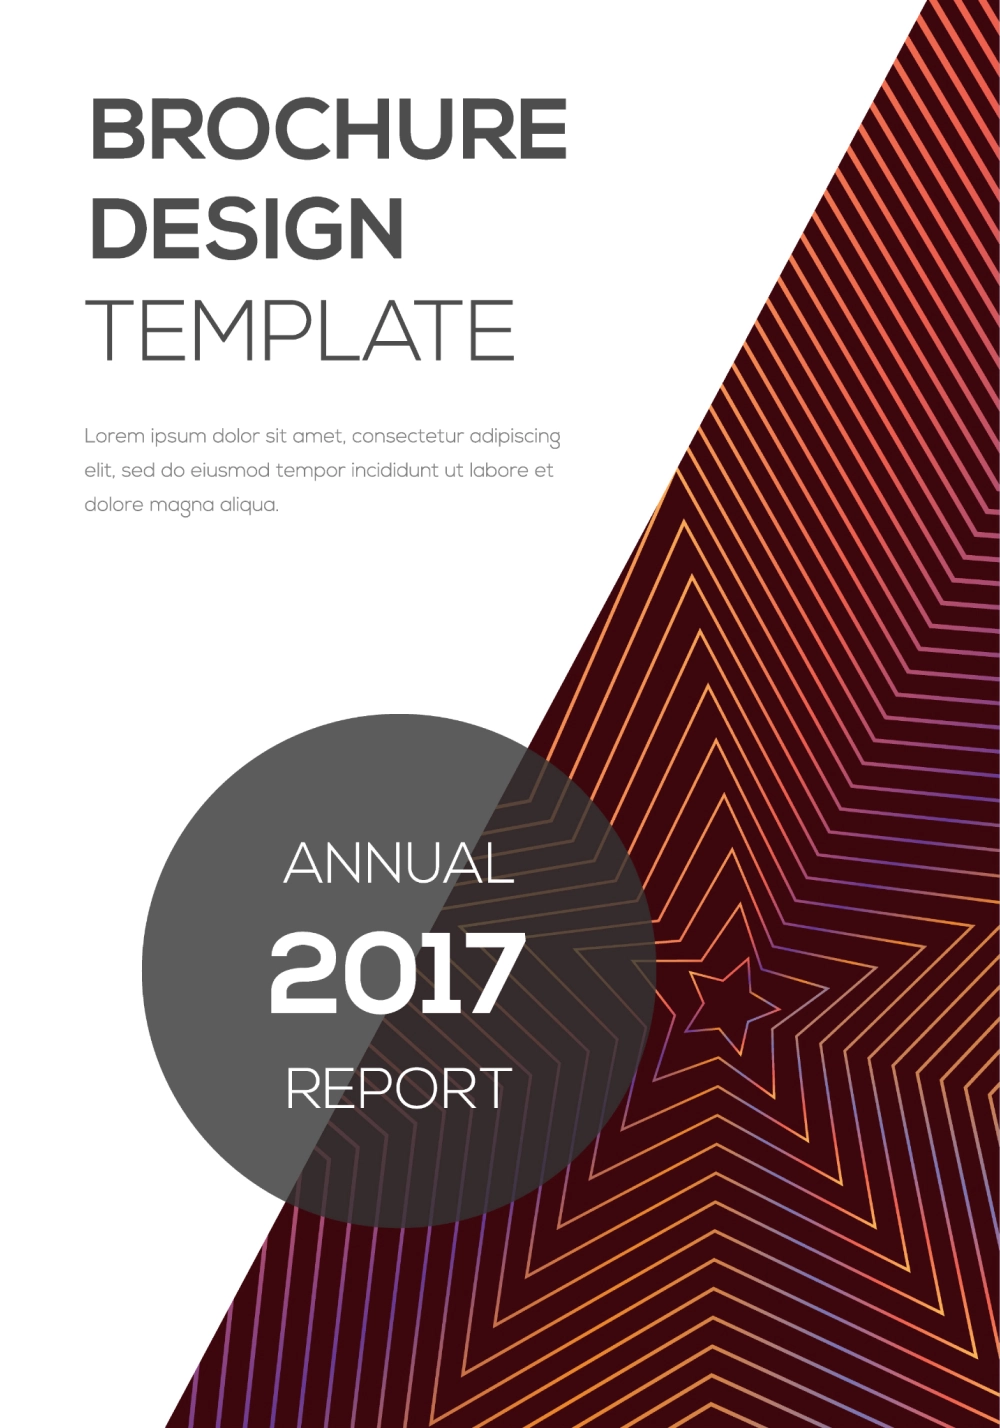 BROCHURE
DESIGN
TEMPLATE
Lorem ipsum dolor sit amet, consectetur adipiscing
elit, sed do eiusmod tempor incididunt ut labore et
dolore magna aliqua.
ANNUAL
2017
REPORT